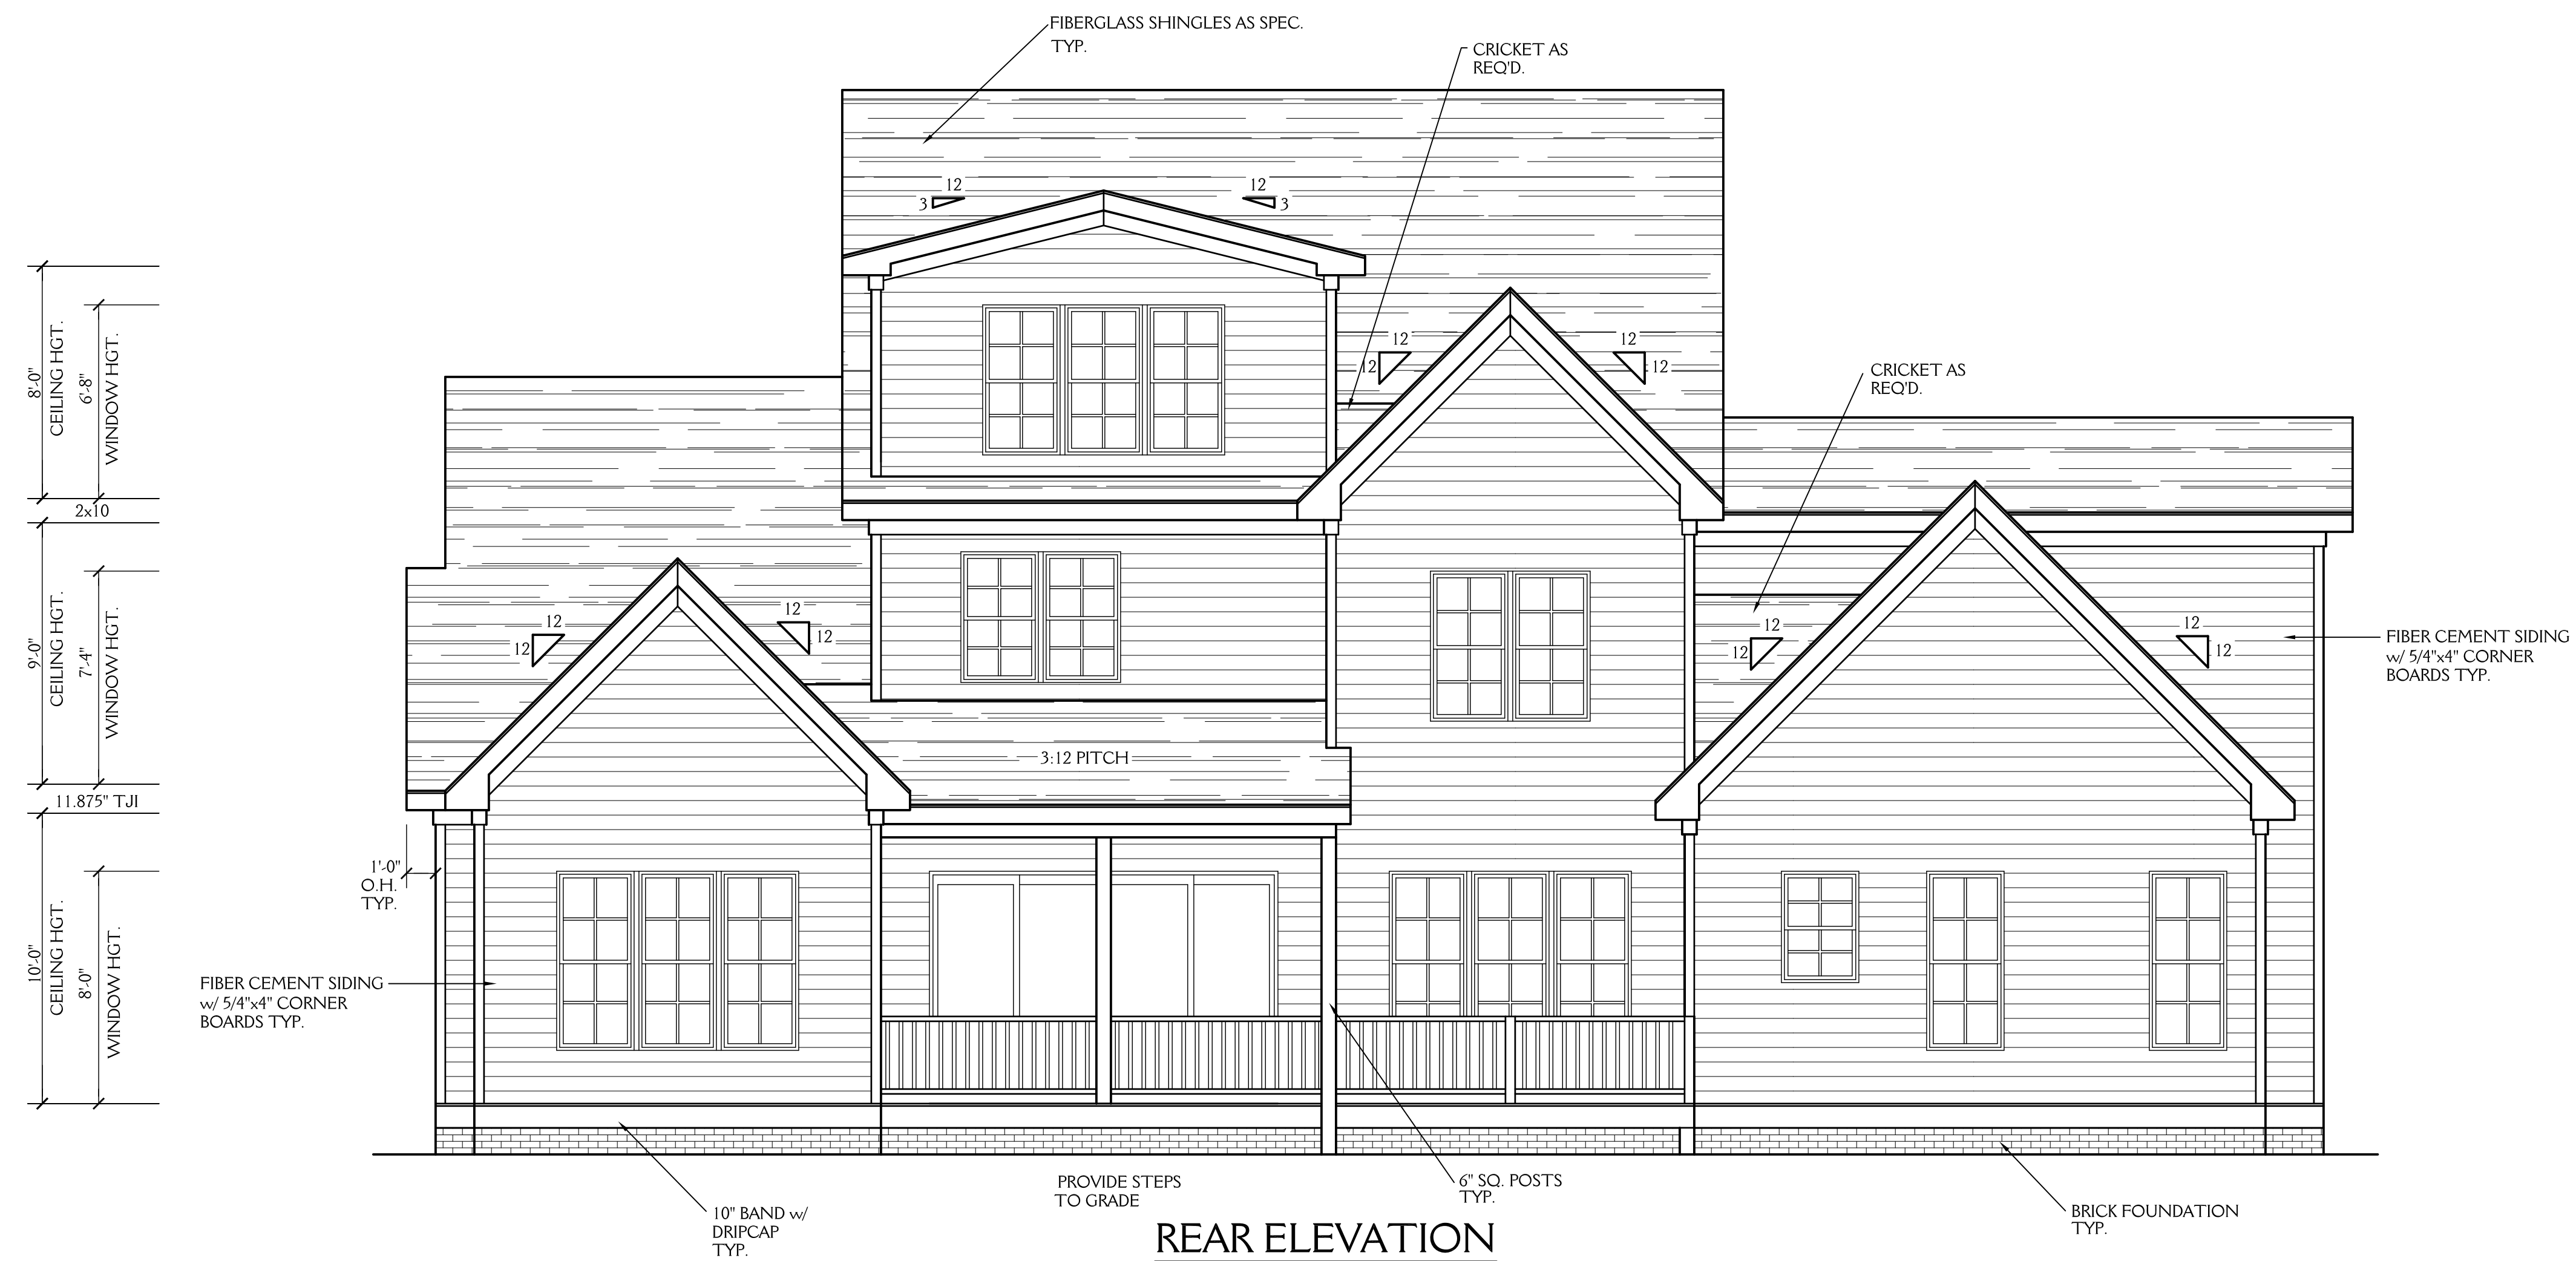 FIBERGLASS SHINGLES AS SPEC.
TYP.
CRICKET AS
REQ'D.
12
3
12
3
12
12
12
12
CRICKET AS
REQ'D.
8'-0"
CEILING HGT.
6'-8"
WINDOW HGT.
2x10
9'-0"
CEILING HGT.
7'-4"
WINDOW HGT.
12
12
12
12
12
12
12
12
FIBER CEMENT SIDING
w/ 5/4"x4" CORNER
BOARDS TYP.
3:12 PITCH
11.875" TJI
1'-0"
O.H.
TYP.
10'-0"
CEILING HGT.
8'-0"
WINDOW HGT.
FIBER CEMENT SIDING
w/ 5/4"x4" CORNER
BOARDS TYP.
PROVIDE STEPS
TO GRADE
6" SQ. POSTS
TYP.
10" BAND w/
DRIPCAP
TYP.
BRICK FOUNDATION
TYP.
REAR ELEVATION